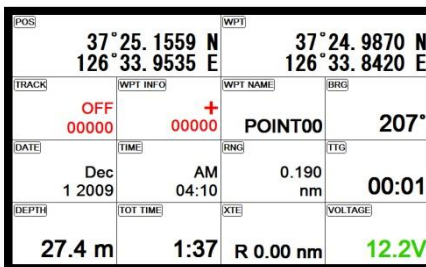 POS
37°25.1559 N
126°33.9535 E
WPT
37°24.9870 N
126°33.8420 E
TRACK
OFF
00000
WPT INFO
+
00000
WPT NAME
POINT00
BRG
207°
DATE
Dec
1 2009
TIME
AM
04:10
RNG
0.190
nm
TTG
00:01
DEPTH
27.4 m
TOT TIME
1:37
XTE
R 0.00 nm
VOLTAGE
12.2V